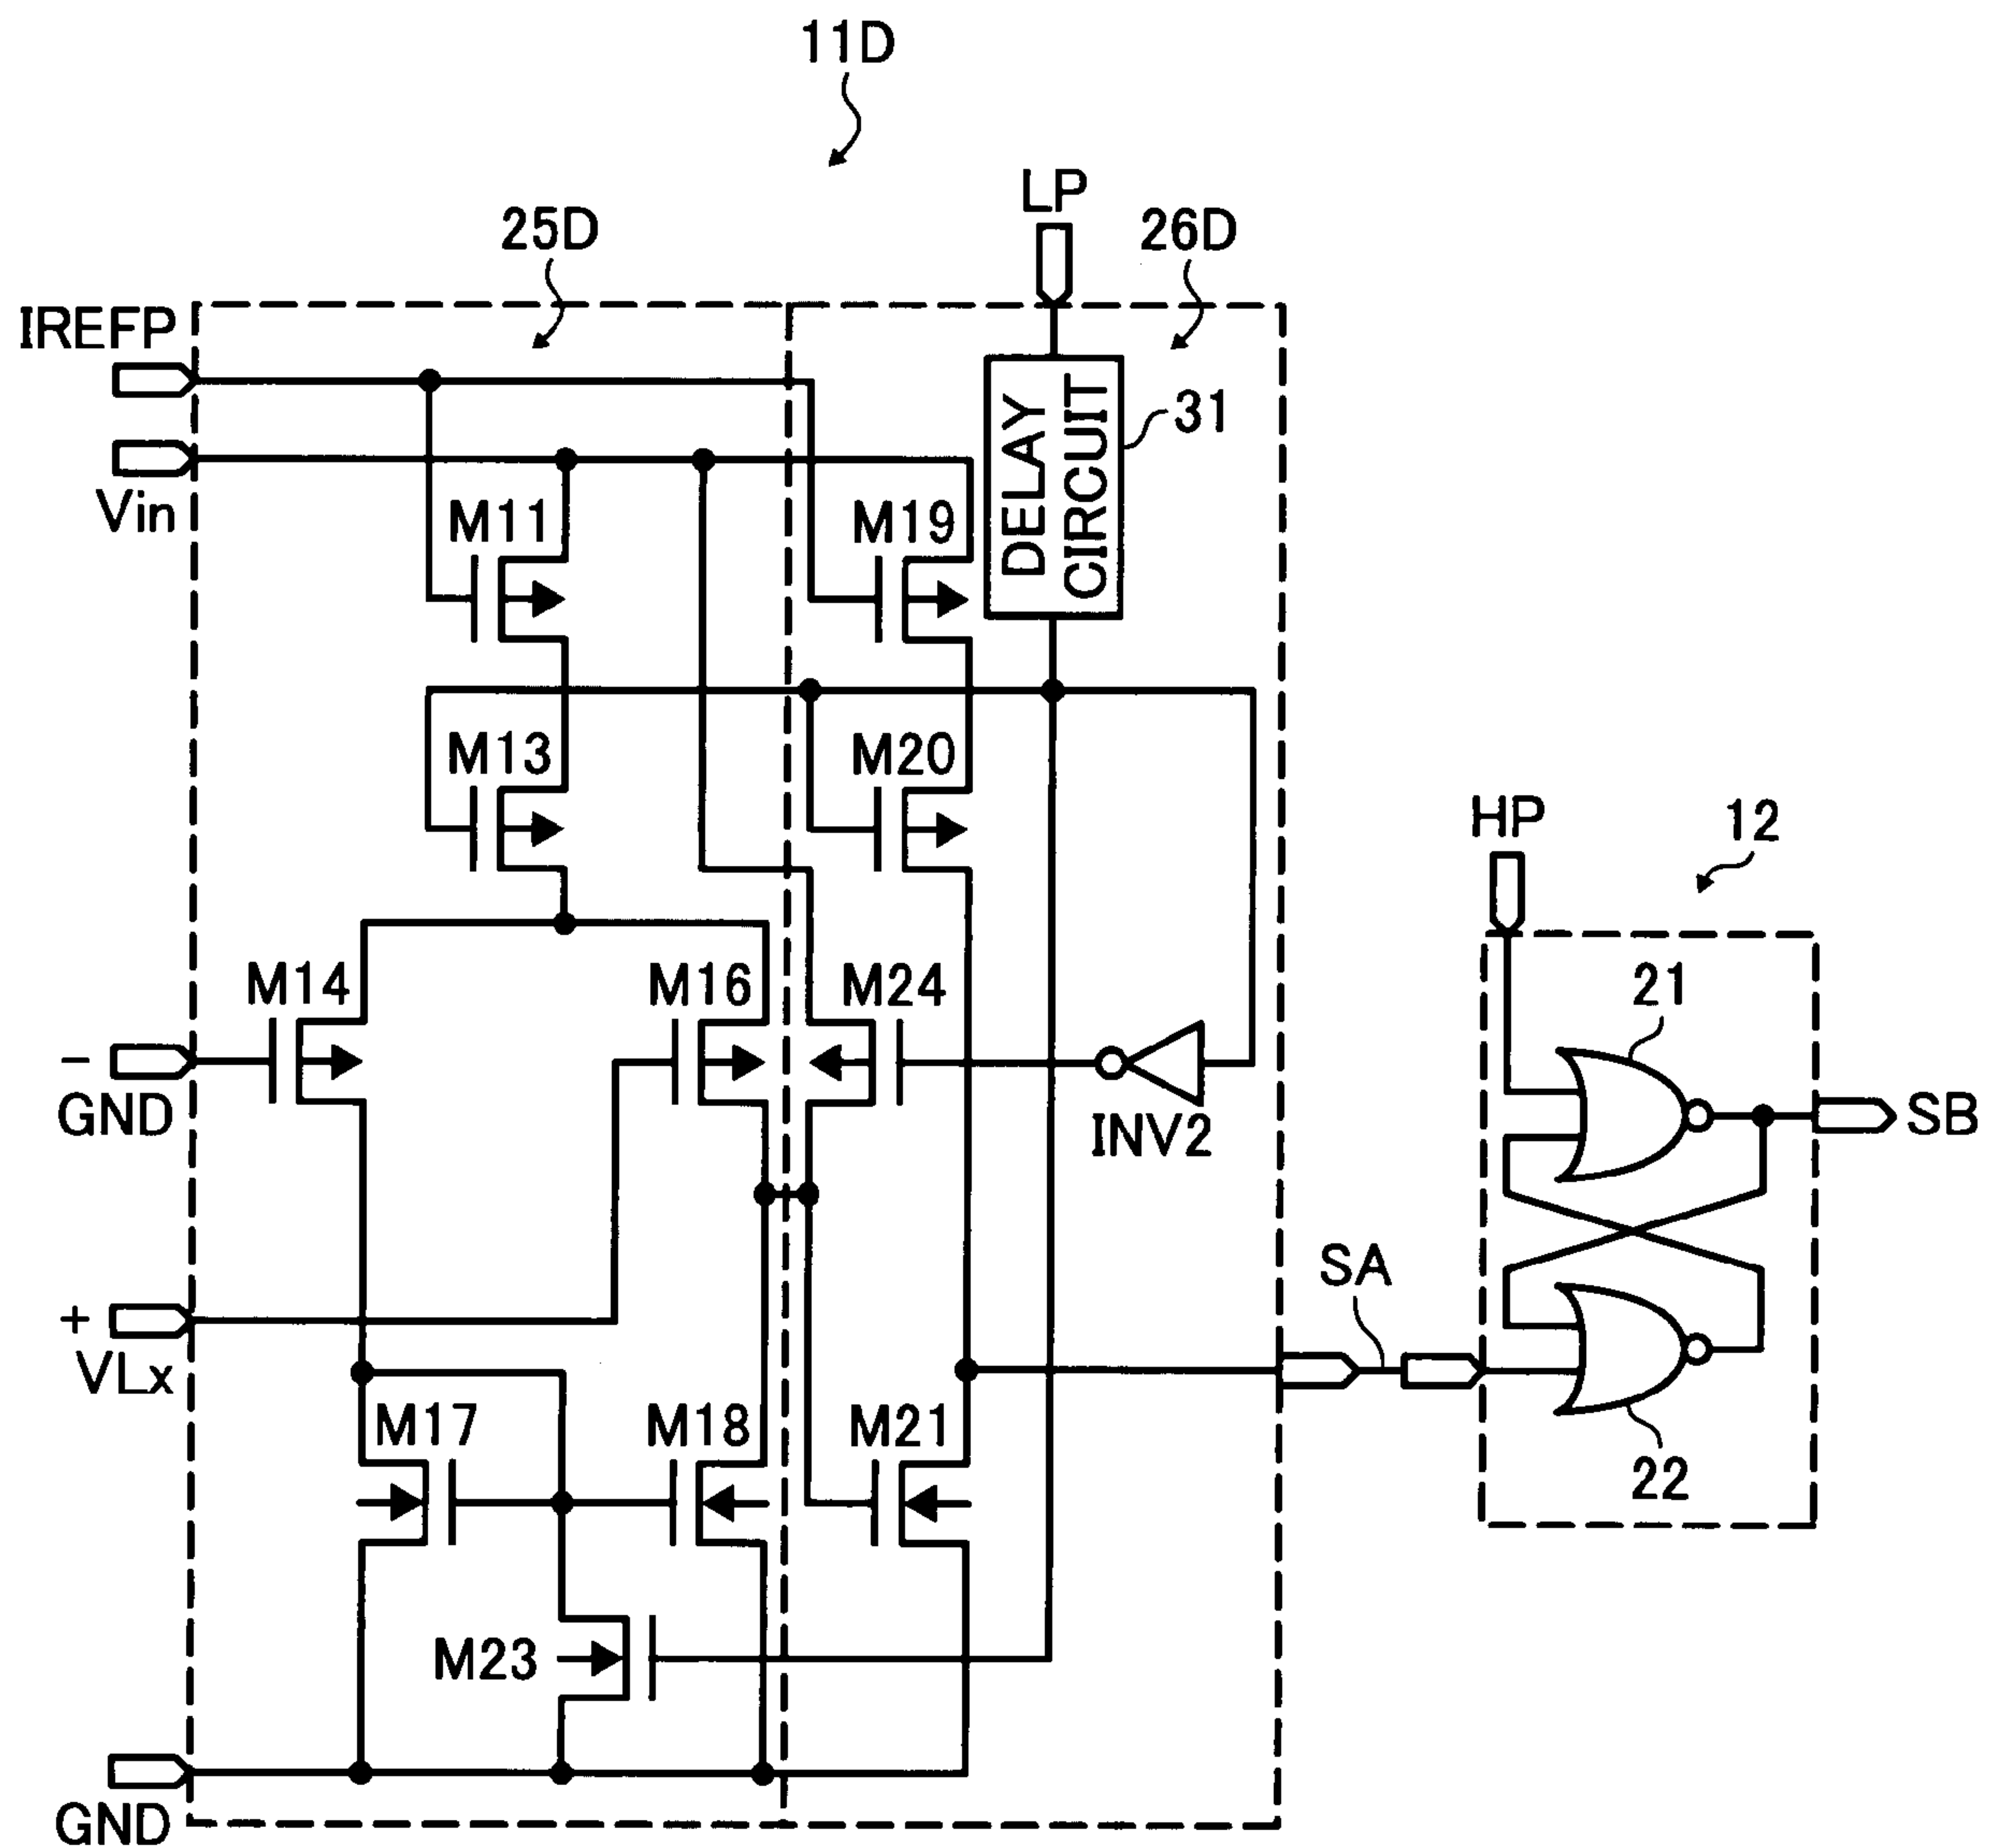 11D
LP
25D
26D
IREFP
DELAY
CIRCUIT
31
Vin
M11
M19
M13
M20
HP
12
M14
M16
M24
21
−
GND
INV2
SB
SA
+
VLx
M17
M18
M21
22
M23
GND